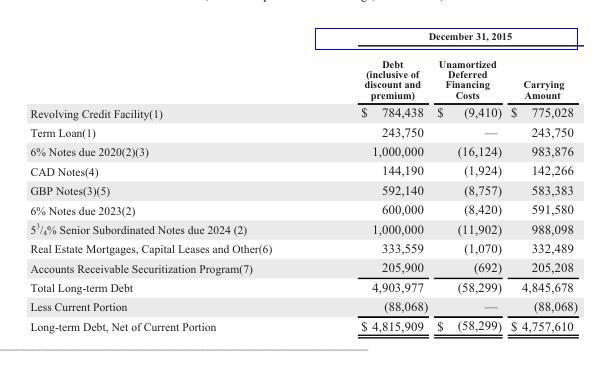 December 31, 2015
Debt (inclusive of discount and premium) Unamortized Deferred Financing Costs Carrying Amount
Revolving Credit Facility(1) $ 784,438 $ (9,410) $ 775,028
Term Loan(1) 243,750 — 243,750
6% Notes due 2020(2)(3) 1,000,000 (16,124) 983,876
CAD Notes(4) 144,190 (1,924) 142,266
GBP Notes(3)(5) 592,140 (8,757) 583,383
6% Notes due 2023(2) 600,000 (8,420) 591,580
5³/₄% Senior Subordinated Notes due 2024 (2) 1,000,000 (11,902) 988,098
Real Estate Mortgages, Capital Leases and Other(6) 333,559 (1,070) 332,489
Accounts Receivable Securitization Program(7) 205,900 (692) 205,208
Total Long-term Debt 4,903,977 (58,299) 4,845,678
Less Current Portion (88,068) — (88,068)
Long-term Debt, Net of Current Portion $ 4,815,909 $ (58,299) $ 4,757,610